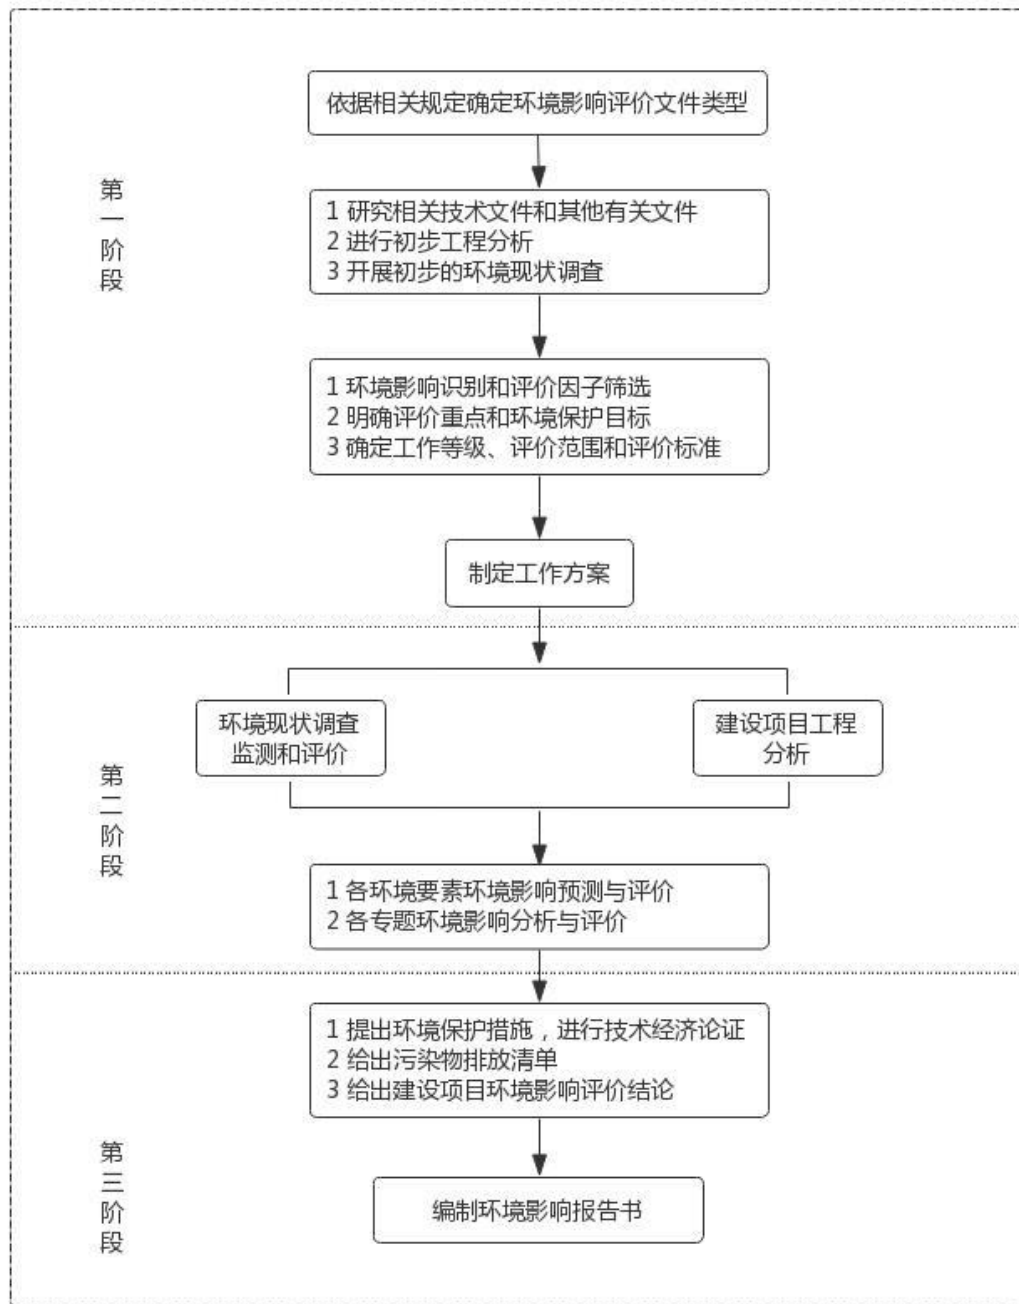 依据相关规定确定环境影响评价文件类型
第一阶段
1 研究相关技术文件和其他有关文件
2 进行初步工程分析
3 开展初步的环境现状调查
1 环境影响识别和评价因子筛选
2 明确评价重点和环境保护目标
3 确定工作等级、评价范围和评价标准
制定工作方案
第二阶段
环境现状调查
监测和评价
建设项目工程
分析
1 各环境要素环境影响预测与评价
2 各专题环境影响分析与评价
第三阶段
1 提出环境保护措施，进行技术经济论证
2 给出污染物排放清单
3 给出建设项目环境影响评价结论
编制环境影响报告书